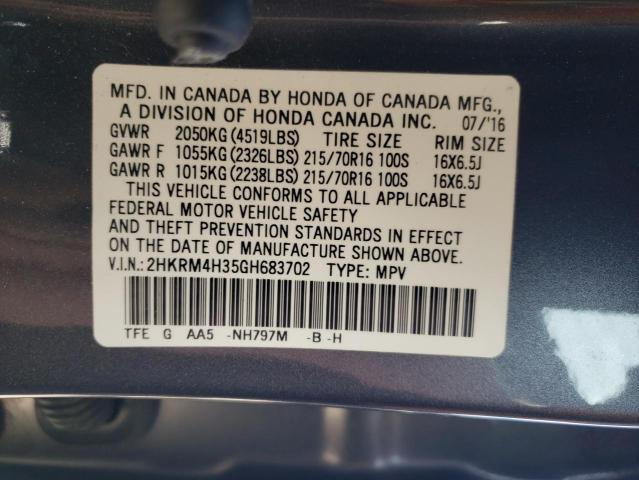 MFD. IN CANADA BY HONDA OF CANADA MFG.,
A DIVISION OF HONDA CANADA INC. 07/'16
GVWR 2050KG (4519LBS) TIRE SIZE RIM SIZE
GAWR F 1055KG (2326LBS) 215/70R16 100S 16X6.5J
GAWR R 1015KG (2238LBS) 215/70R16 100S 16X6.5J
THIS VEHICLE CONFORMS TO ALL APPLICABLE
FEDERAL MOTOR VEHICLE SAFETY
AND THEFT PREVENTION STANDARDS IN EFFECT
ON THE DATE OF MANUFACTURE SHOWN ABOVE.
V.I.N.: 2HKRM4H35GH683702 TYPE: MPV
TFE G AA5 -NH797M -B -H